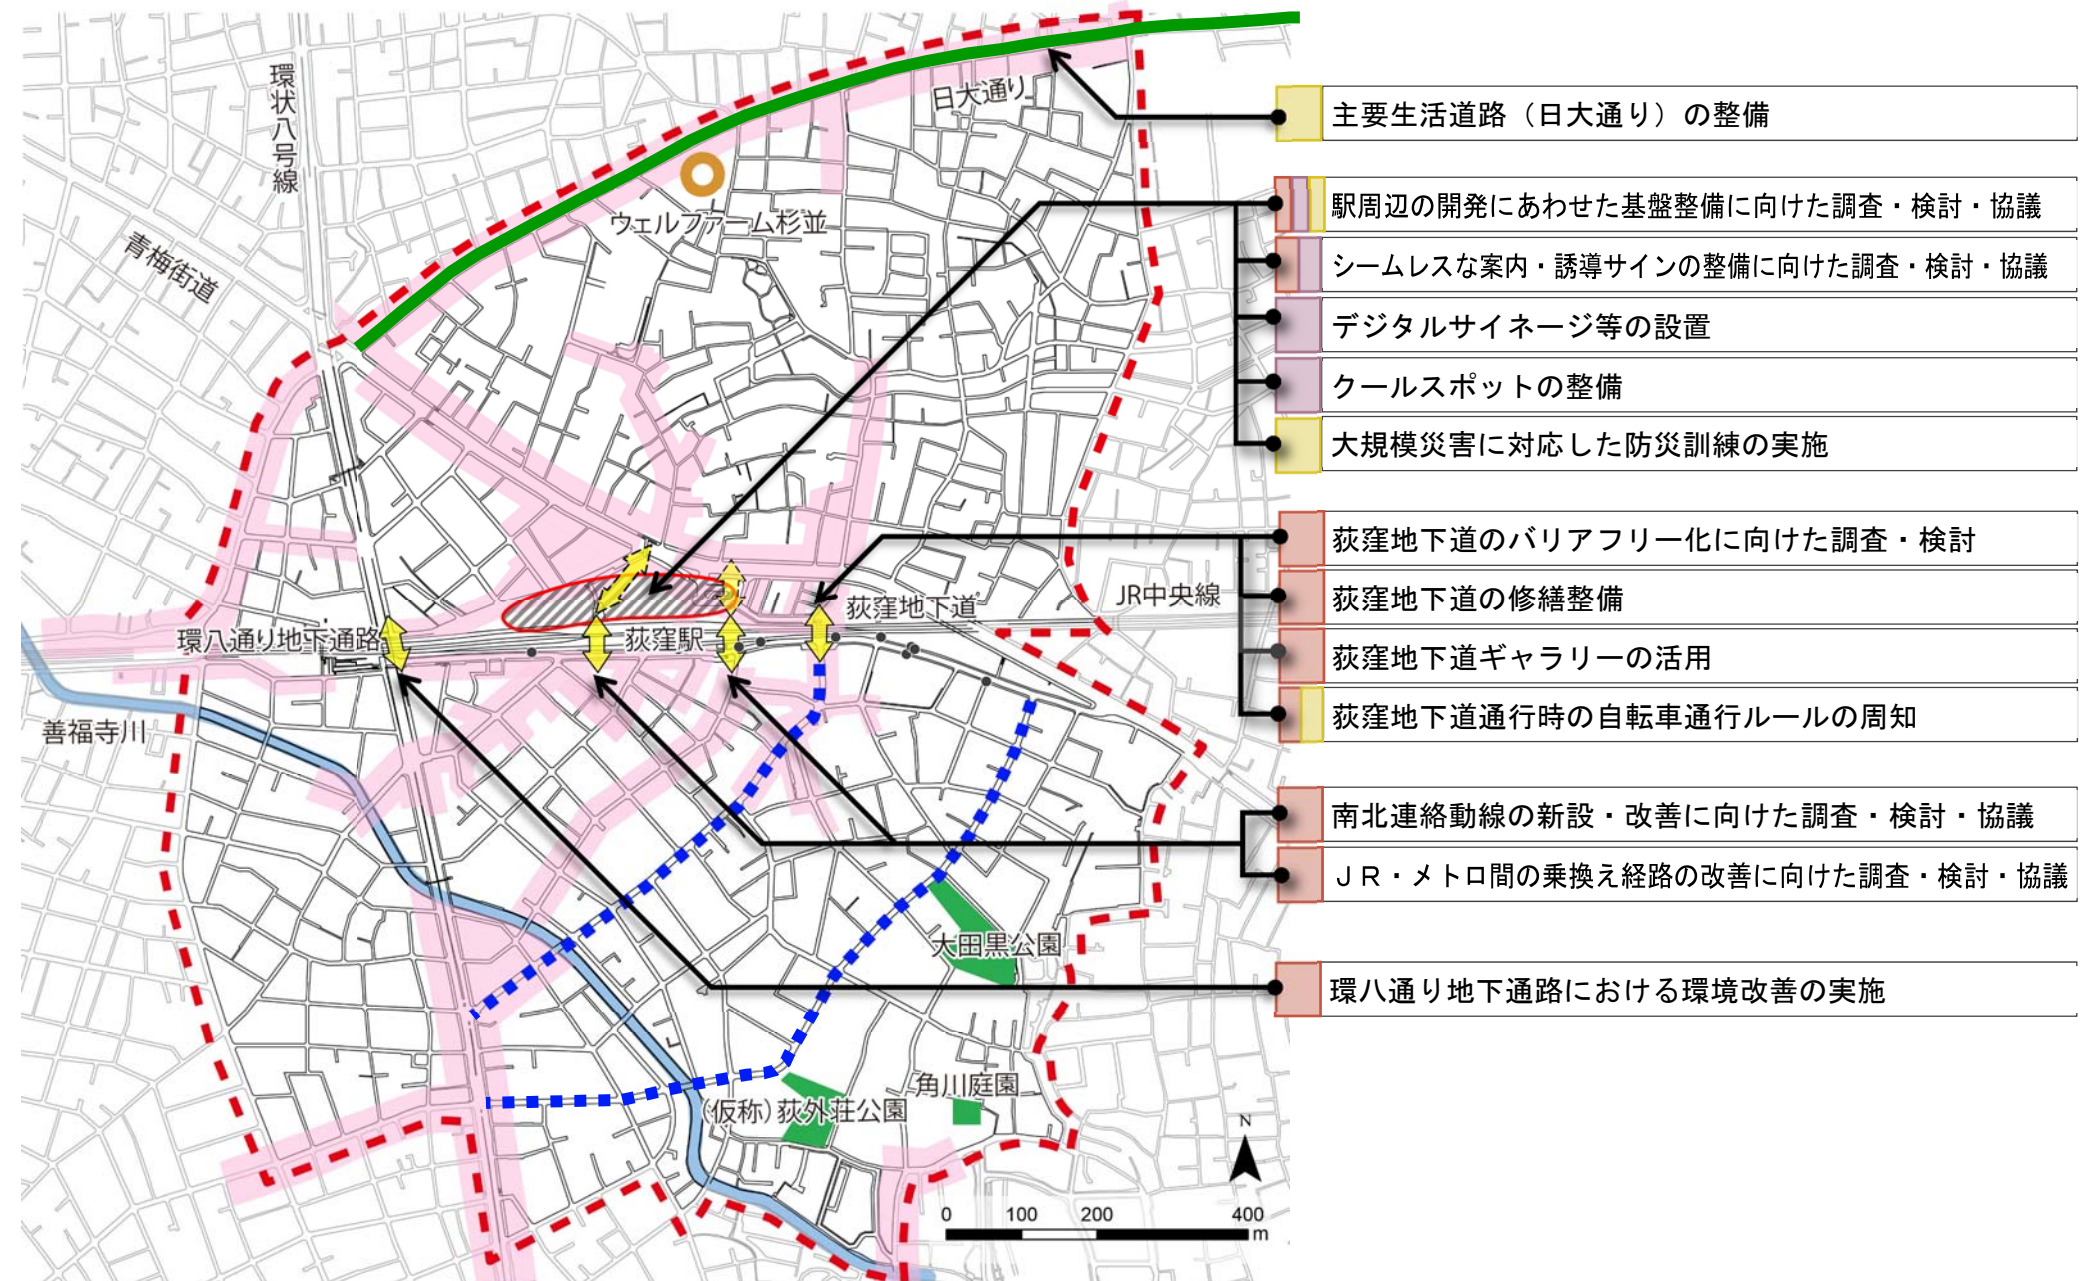 環状八号線
日大通り
主要生活道路（日大通り）の整備
駅周辺の開発にあわせた基盤整備に向けた調査・検討・協議
ウェルファーム杉並
青梅街道
シームレスな案内・誘導サインの整備に向けた調査・検討・協議
デジタルサイネージ等の設置
クールスポットの整備
大規模災害に対応した防災訓練の実施
荻窪地下道のバリアフリー化に向けた調査・検討
JR中央線
荻窪地下道
荻窪地下道の修繕整備
環八通り地下通路
荻窪駅
荻窪地下道ギャラリーの活用
善福寺川
荻窪地下道通行時の自転車通行ルールの周知
南北連絡動線の新設・改善に向けた調査・検討・協議
ＪＲ・メトロ間の乗換え経路の改善に向けた調査・検討・協議
大田黒公園
環八通り地下通路における環境改善の実施
角川庭園
(仮称)荻外荘公園
N
0 100 200 400
m